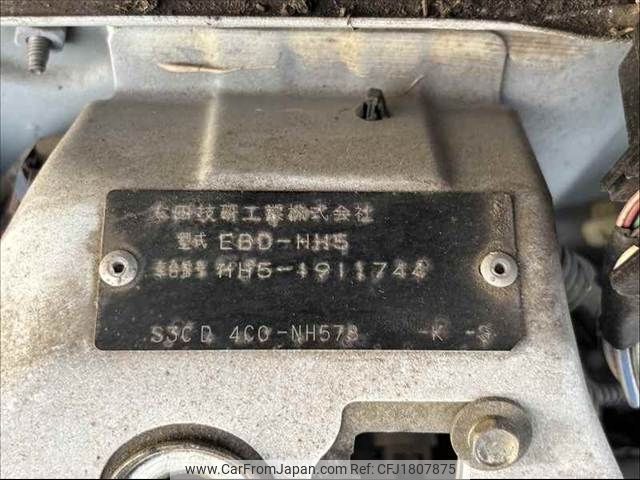 本田技研工業株式会社
型式 EBD-HH5
車台番号 HH5-1911744
S3CD 4CO-NH578 -K -S
www.CarFromJapan.com Ref: CFJ1807875